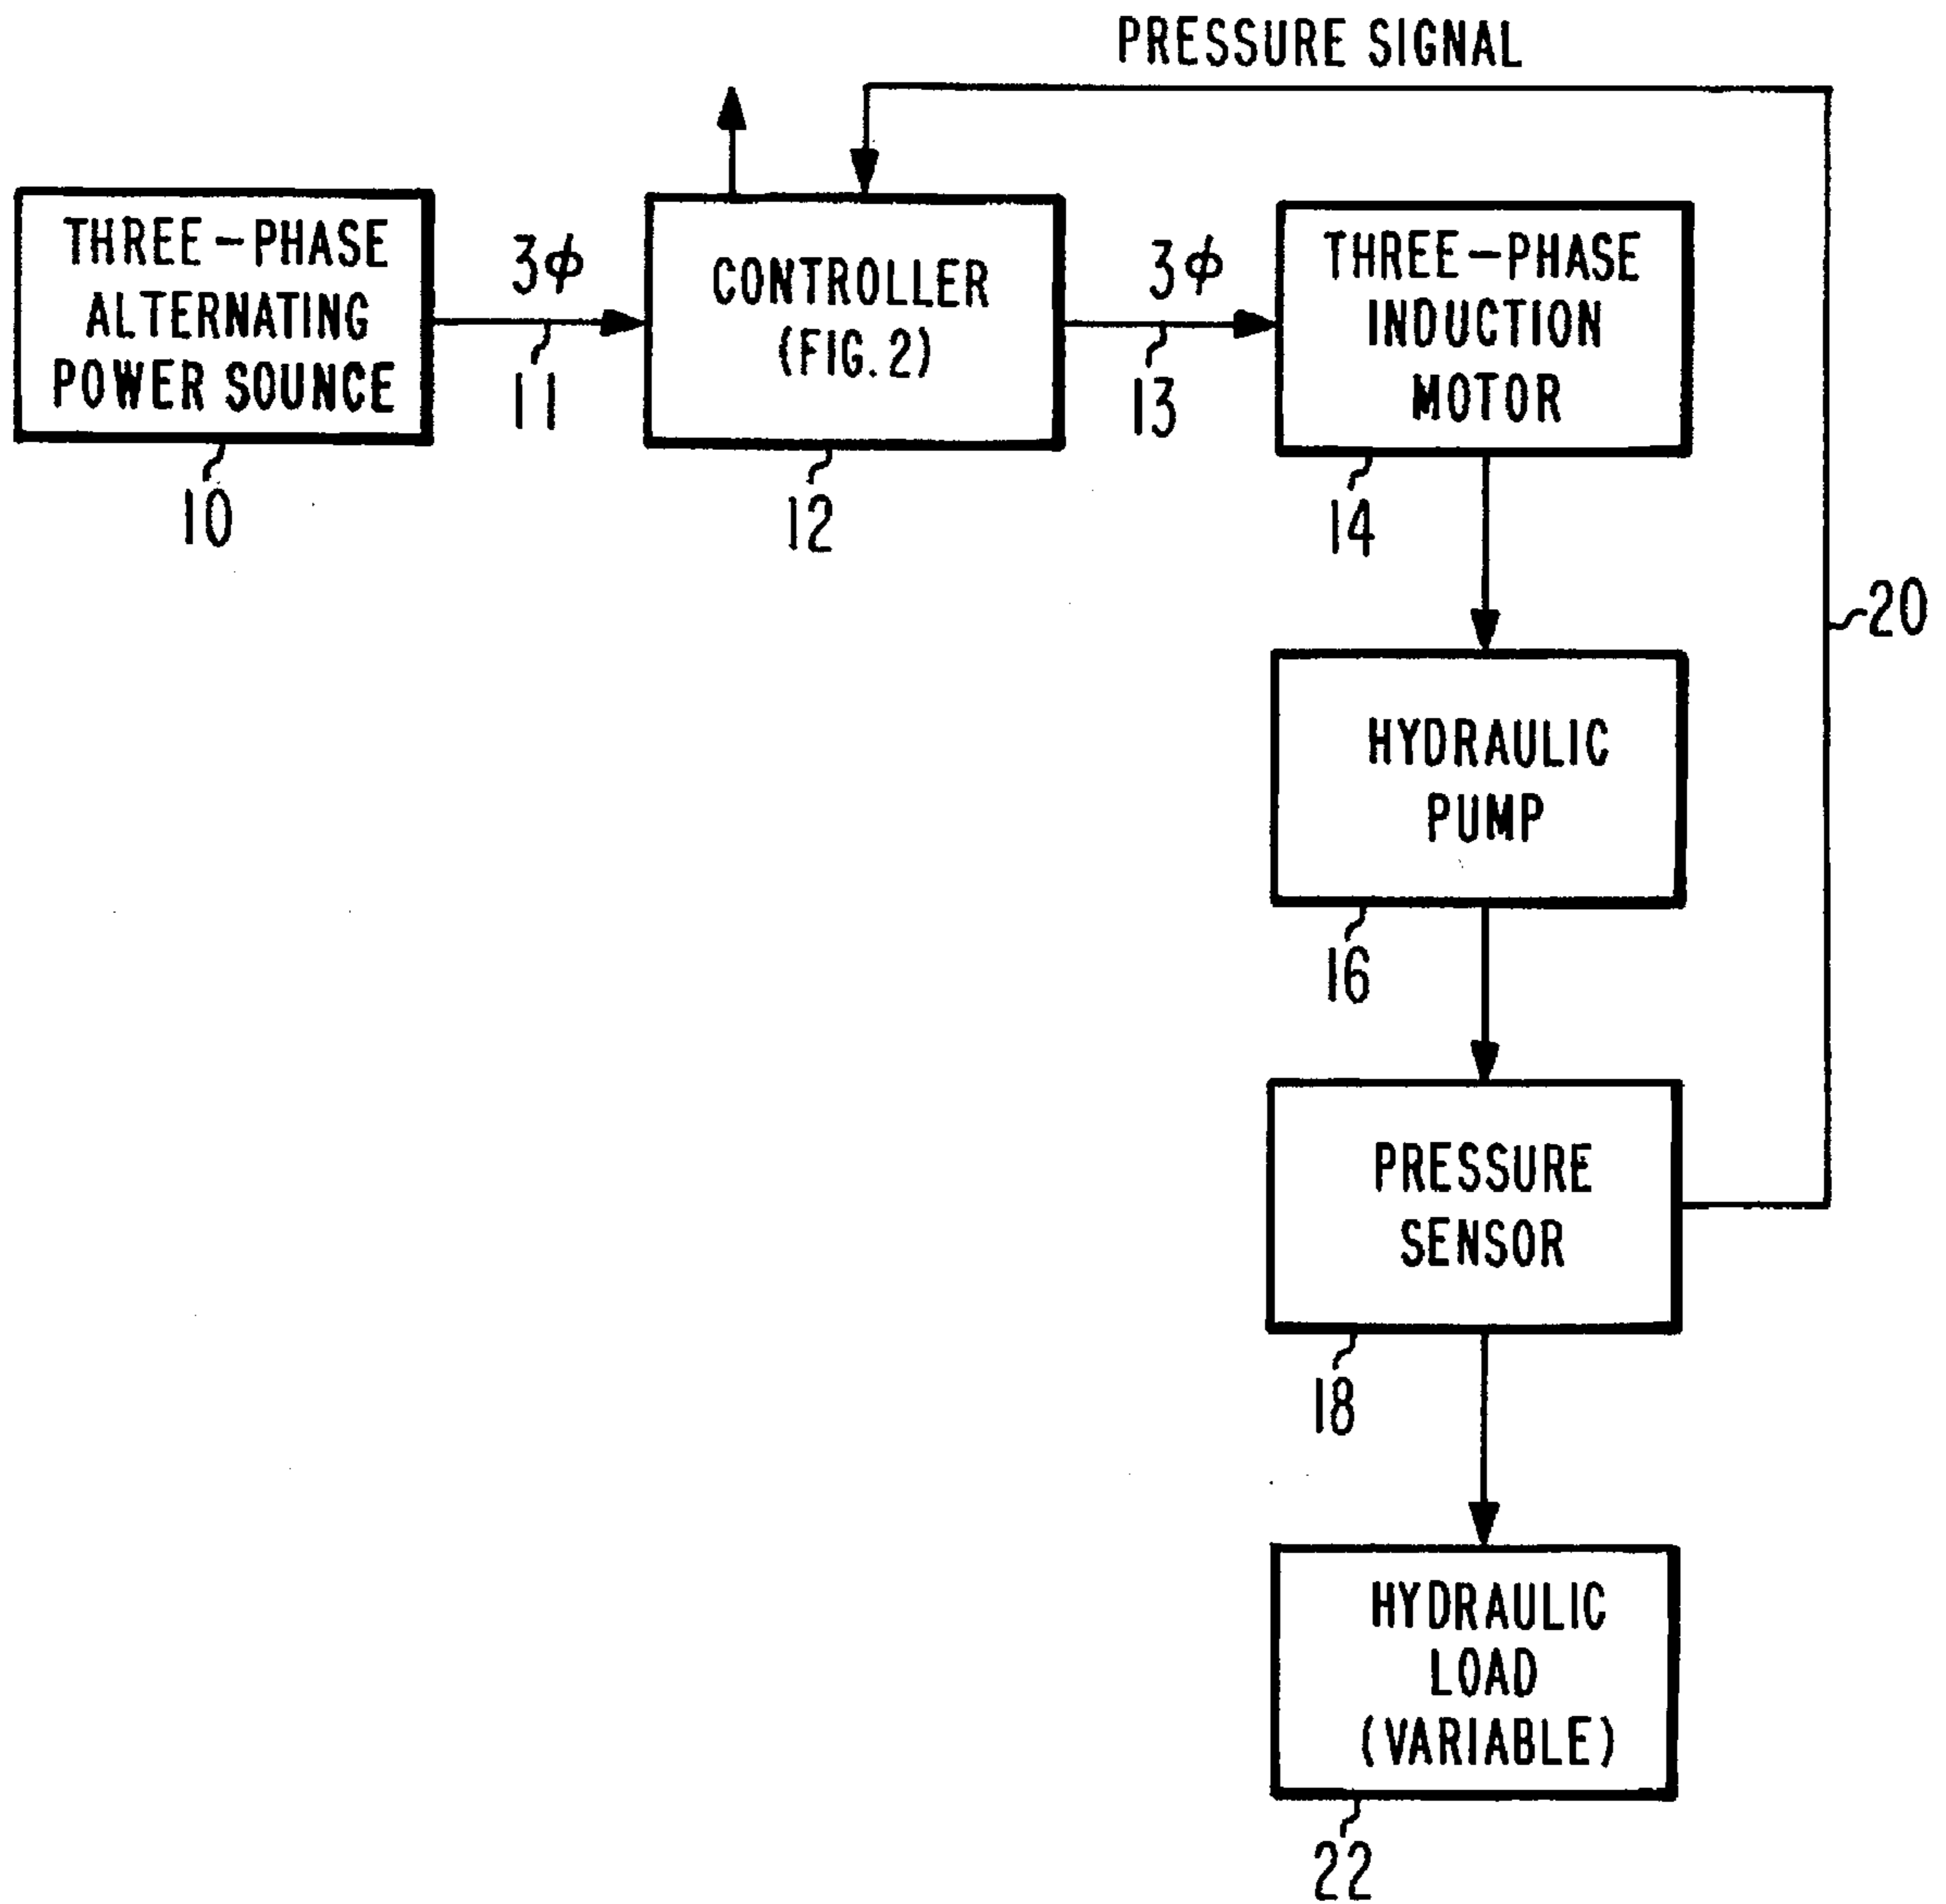 PRESSURE SIGNAL
THREE-PHASE
ALTERNATING
POWER SOUNCE
10
3ϕ
11
CONTROLLER
(FIG. 2)
12
3ϕ
13
THREE-PHASE
INDUCTION
MOTOR
14
20
HYDRAULIC
PUMP
16
PRESSURE
SENSOR
18
HYDRAULIC
LOAD
(VARIABLE)
22